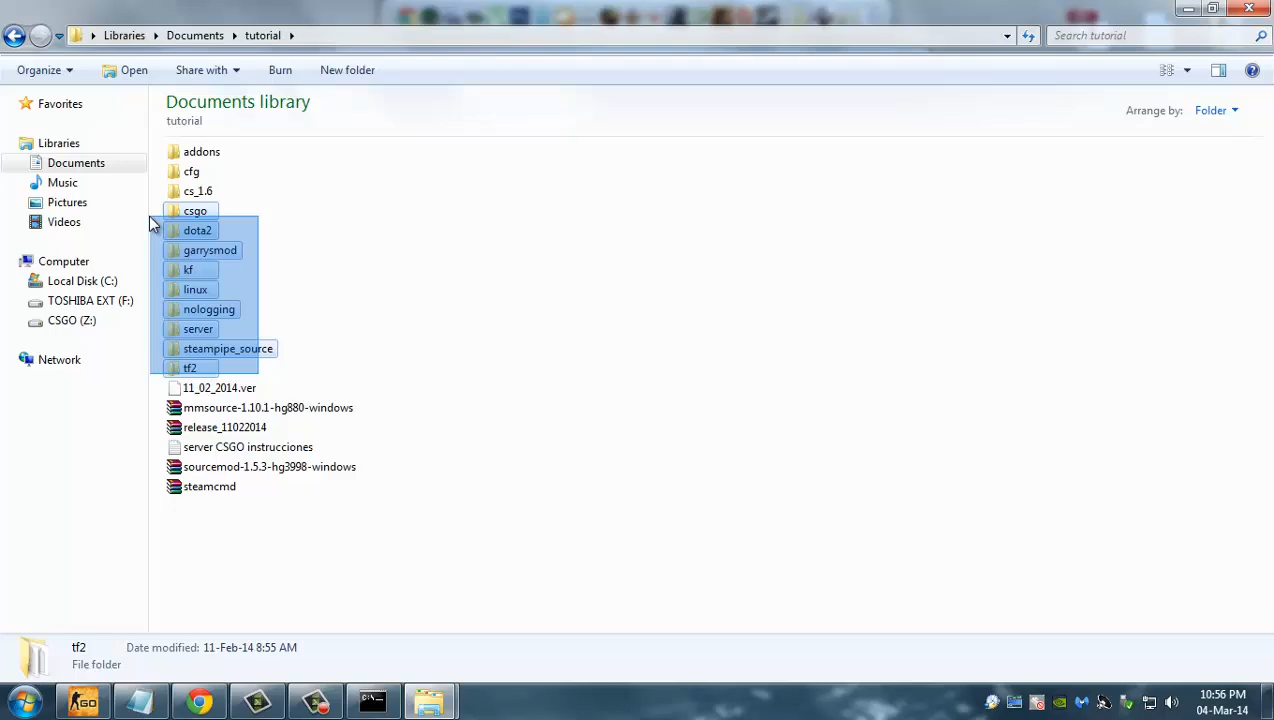 Libraries Documents tutorial
Search tutorial
Organize Open Share with Burn New folder
Favorites
Libraries
Documents
Music
Pictures
Videos
Computer
Local Disk (C:)
TOSHIBA EXT (F:)
CSGO (Z:)
Network
Documents library
tutorial
Arrange by: Folder
addons
cfg
cs_1.6
csgo
dota2
garrysmod
kf
linux
nologging
server
steampipe_source
tf2
11_02_2014.ver
mmsource-1.10.1-hg880-windows
release_11022014
server CSGO instrucciones
sourcemod-1.5.3-hg3998-windows
steamcmd
tf2 Date modified: 11-Feb-14 8:55 AM
File folder
GO
10:56 PM
04-Mar-14